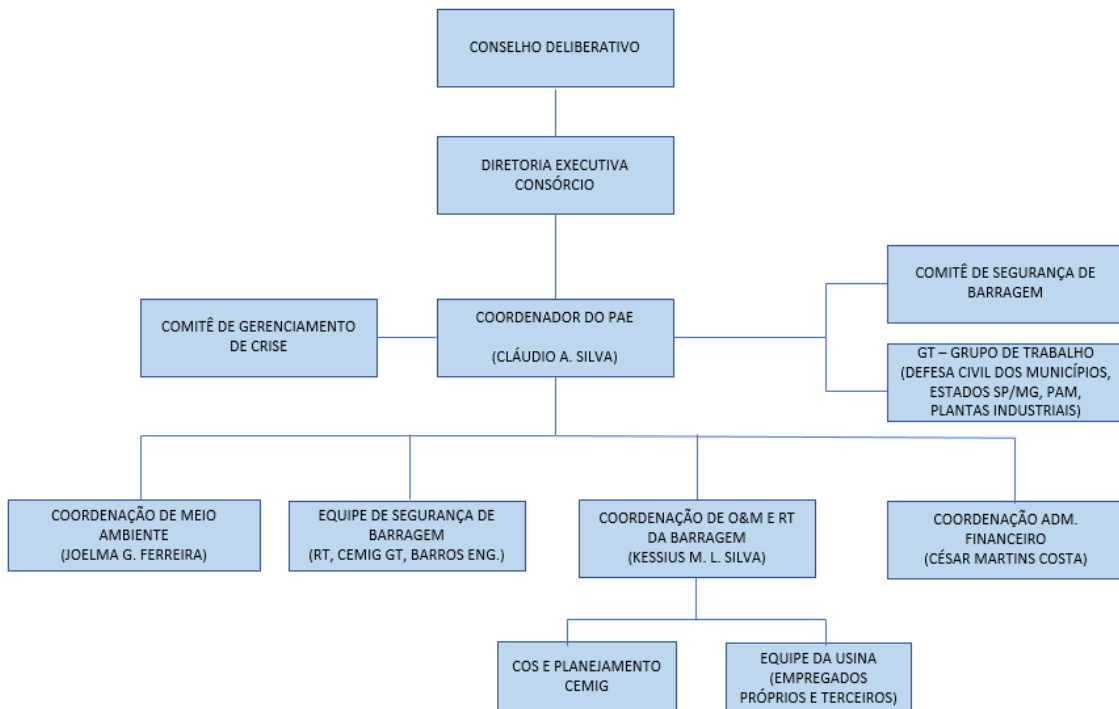 CONSELHO DELIBERATIVO
DIRETORIA EXECUTIVA
CONSÓRCIO
COMITÊ DE GERENCIAMENTO
DE CRISE
COORDENADOR DO PAE
(CLÁUDIO A. SILVA)
COMITÊ DE SEGURANÇA DE
BARRAGEM
GT – GRUPO DE TRABALHO
(DEFESA CIVIL DOS MUNICÍPIOS,
ESTADOS SP/MG, PAM,
PLANTAS INDUSTRIAIS)
COORDENAÇÃO DE MEIO
AMBIENTE
(JOELMA G. FERREIRA)
EQUIPE DE SEGURANÇA DE
BARRAGEM
(RT, CEMIG GT, BARROS ENG.)
COORDENAÇÃO DE O&M E RT
DA BARRAGEM
(KESSIUS M. L. SILVA)
COORDENAÇÃO ADM.
FINANCEIRO
(CÉSAR MARTINS COSTA)
COS E PLANEJAMENTO
CEMIG
EQUIPE DA USINA
(EMPREGADOS
PRÓPRIOS E TERCEIROS)